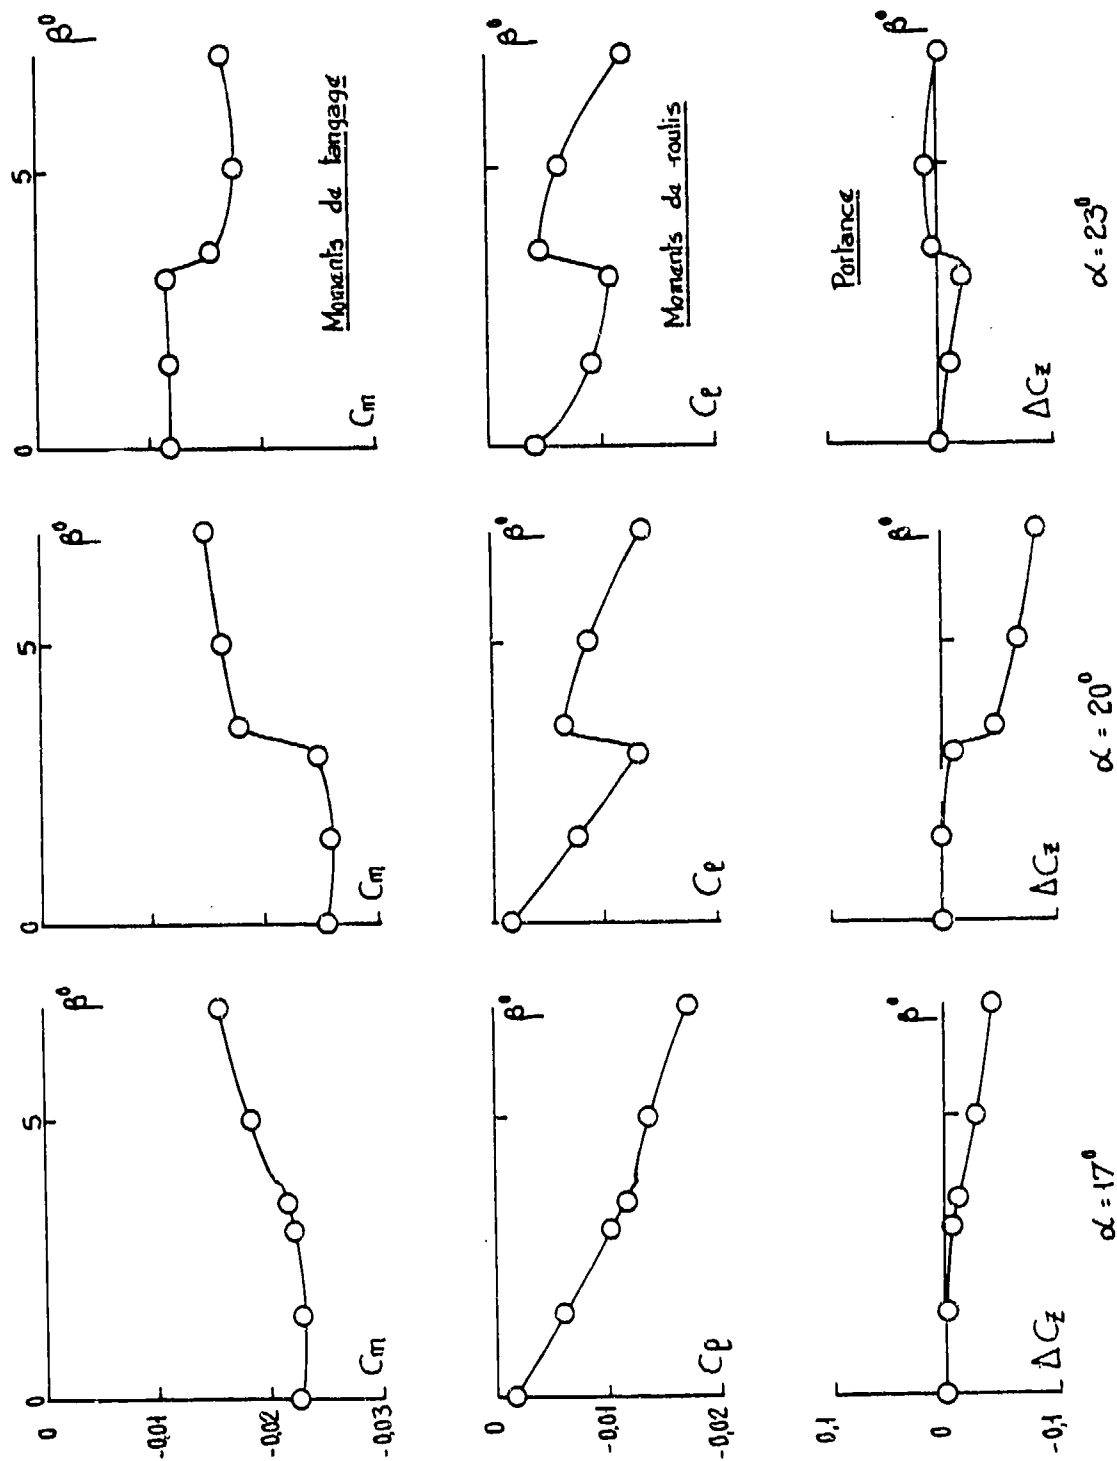 0
-0,01
-0,02
-0,03
Cm
0
5
β°
Cm
0
5
β°
Cm
0
5
β°
Moments de tangage
0
-0,01
-0,02
Cℓ
β°
Cℓ
β°
Cℓ
β°
Moments de roulis
0,1
0
-0,1
ΔCz
β°
ΔCz
β°
ΔCz
β°
Portance
α = 17°
α = 20°
α = 23°